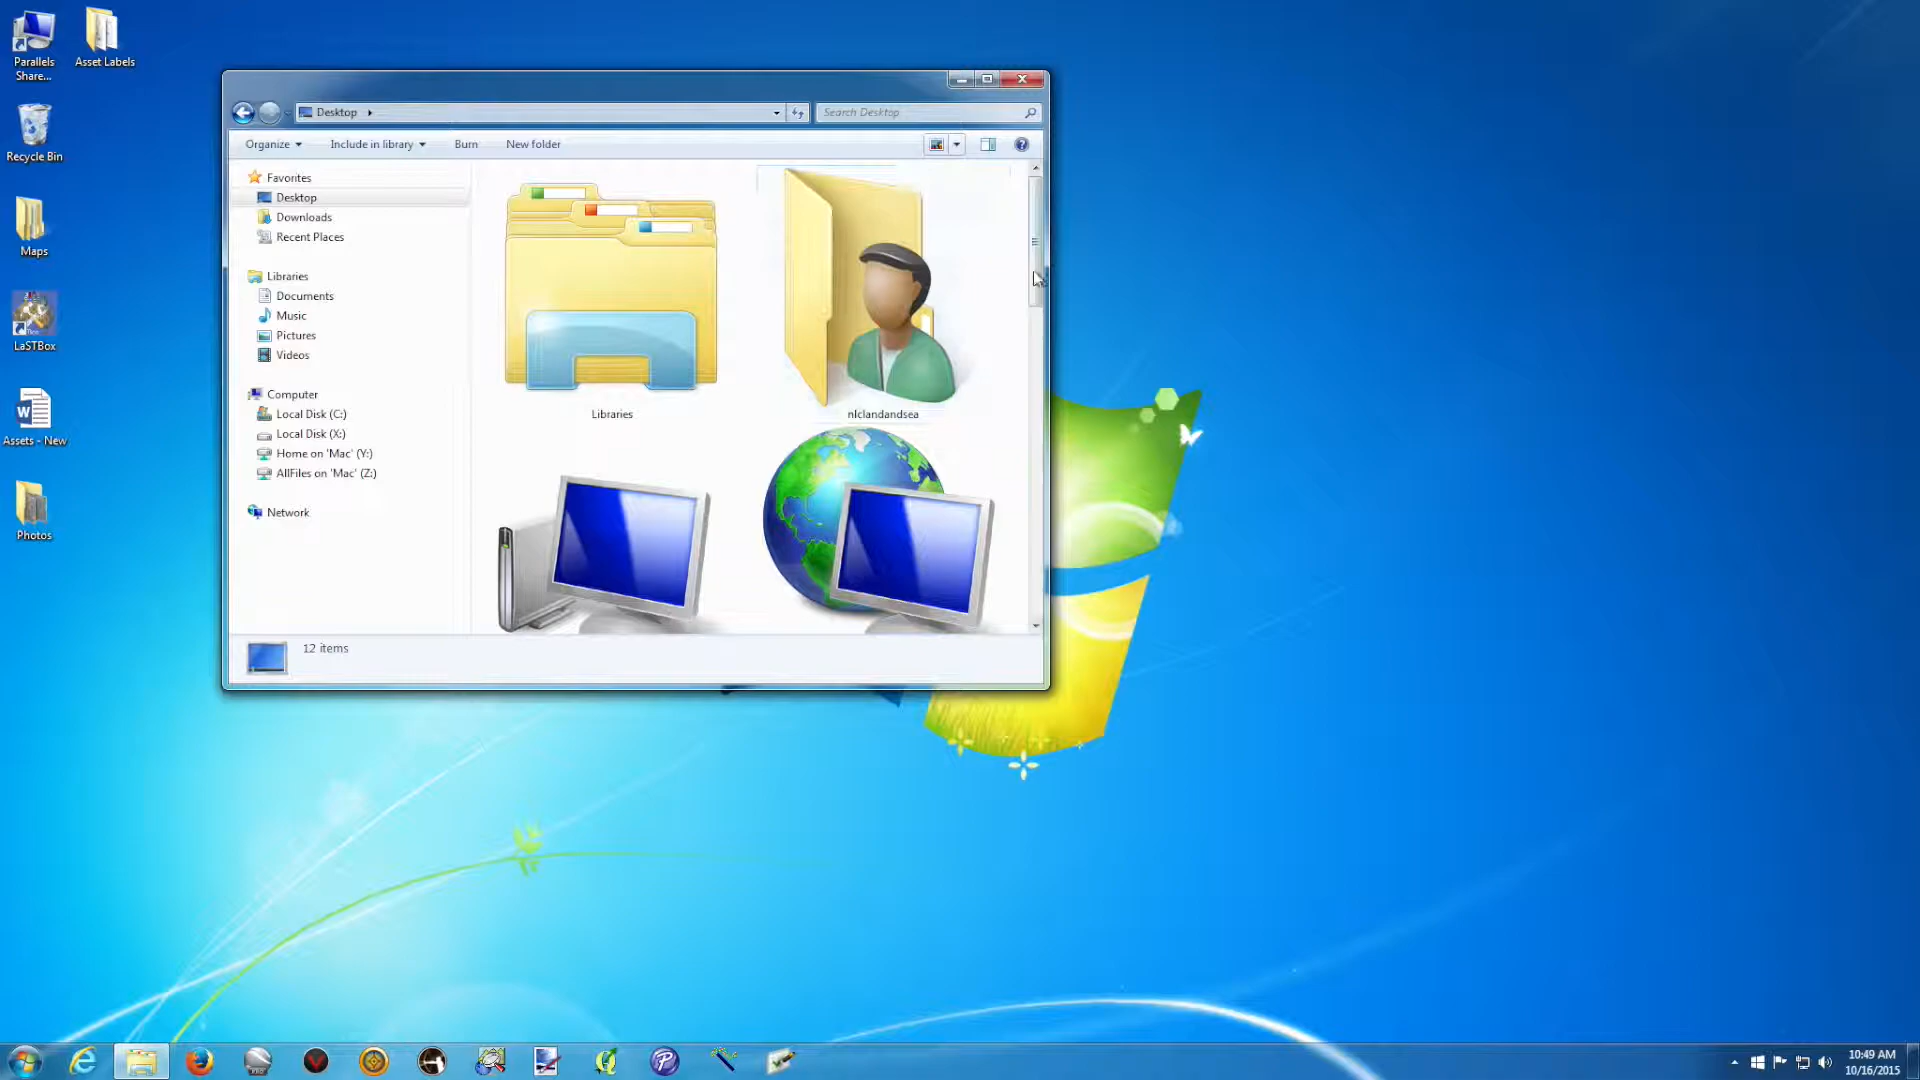 Parallels
Share...
Asset Labels
Recycle Bin
Maps
LaSTBox
Assets - New
Photos
Desktop
Search Desktop
Organize
Include in library
Burn
New folder
Favorites
Desktop
Downloads
Recent Places
Libraries
Documents
Music
Pictures
Videos
Computer
Local Disk (C:)
Local Disk (X:)
Home on 'Mac' (Y:)
AllFiles on 'Mac' (Z:)
Network
Libraries
nlclandandsea
12 items
10:49 AM
10/16/2015